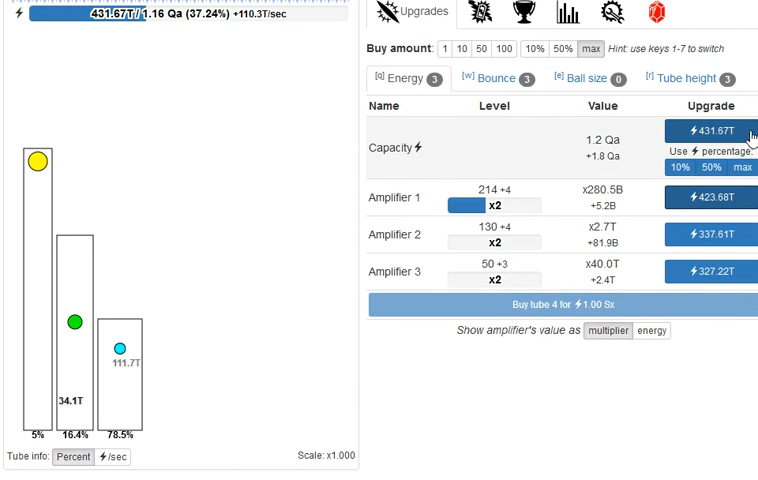 431.67T / 1.16 Qa (37.24%) +110.3T/sec
Upgrades
Buy amount: 1 10 50 100 10% 50% max Hint: use keys 1-7 to switch
[q] Energy 3 [w] Bounce 3 [e] Ball size 0 [r] Tube height 3
Name Level Value Upgrade
Capacity 1.2 Qa +1.8 Qa 431.67T
Use percentage:
10% 50% max
Amplifier 1 214 +4 x2 x280.5B +5.2B 423.68T
Amplifier 2 130 +4 x2 x2.7T +81.9B 337.61T
Amplifier 3 50 +3 x2 x40.0T +2.4T 327.22T
Buy tube 4 for 1.00 Sx
Show amplifier's value as multiplier energy
111.7T
34.1T
5% 16.4% 78.5%
Tube info: Percent /sec Scale: x1.000